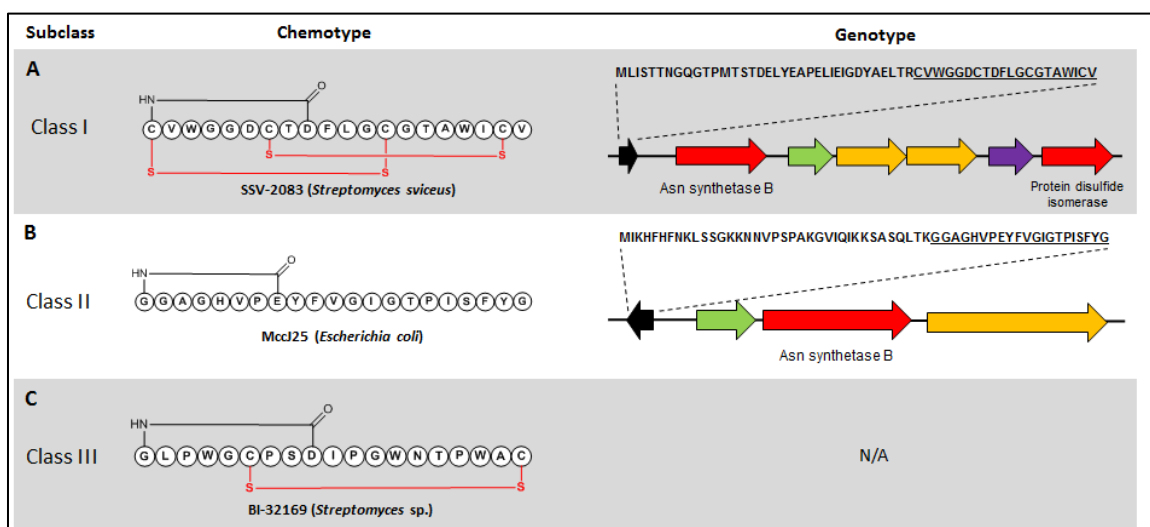 Subclass Chemotype Genotype
A
MLISTTNGQGTPMTSTDELYEAPELIEIGDYAELTRCVWGGDCTDFLGCGTAWICV
HN O
Class I
C V W G G D C T D F L G C G T A W I C V
S S
S S
SSV-2083 (Streptomyces sviceus)
Asn synthetase B
Protein disulfide
isomerase
B
MIKHFHFNKLSSGKKNNVPSPAKGVIQIKKSASQLTKGGAGHVPEYFVGIGTPISFYG
HN O
Class II
G G A G H V P E Y F V G I G T P I S F Y G
MccJ25 (Escherichia coli)
Asn synthetase B
C
HN O
Class III
G L P W G C P S D I P G W N T P W A C
N/A
S S
BI-32169 (Streptomyces sp.)